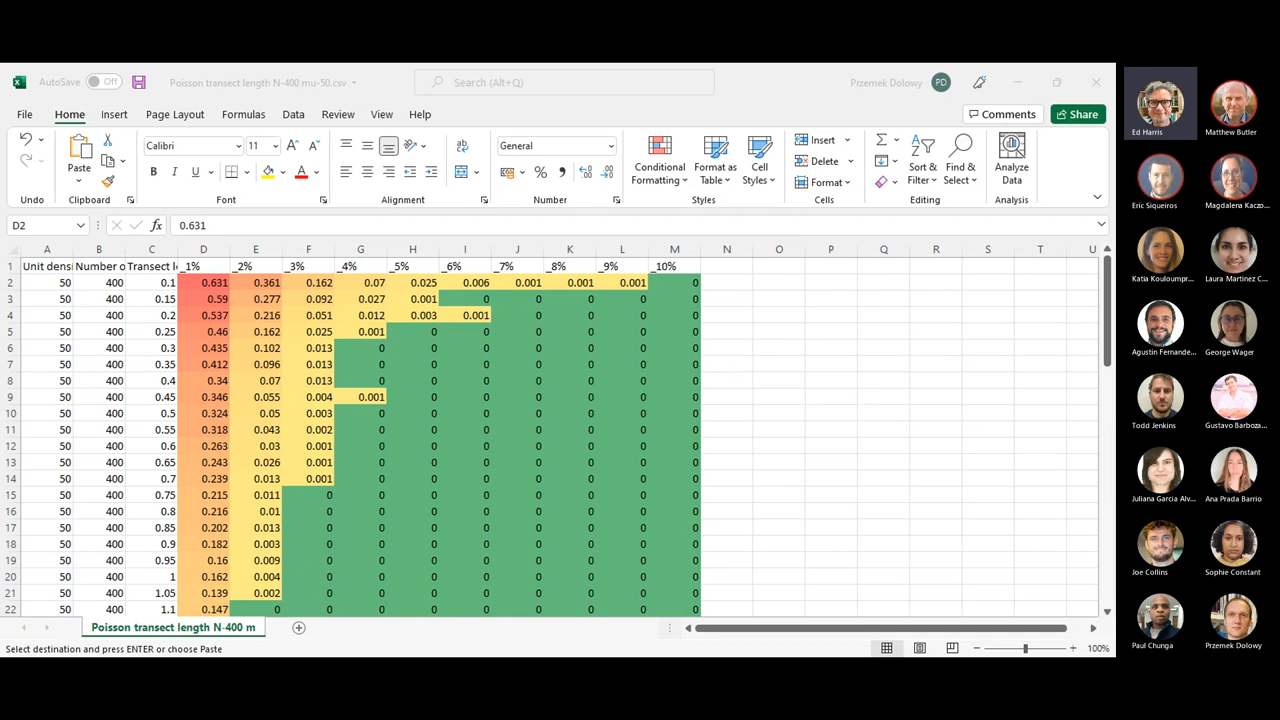 AutoSave Off Poisson transect length N-400 mu-50.csv Search (Alt+Q) Przemek Dolowy PD
File Home Insert Page Layout Formulas Data Review View Help Comments Share
Paste Calibri 11 General Conditional Formatting Format as Table Cell Styles Insert Delete Format Sort & Filter Find & Select Analyze Data
Undo Clipboard Font Alignment Number Styles Cells Editing Analysis
D2 fx 0.631
A B C D E F G H I J K L M N O P Q R S T U
1 Unit densi Number o Transect le _1% _2% _3% _4% _5% _6% _7% _8% _9% _10%
2 50 400 0.1 0.631 0.361 0.162 0.07 0.025 0.006 0.001 0.001 0.001 0
3 50 400 0.15 0.59 0.277 0.092 0.027 0.001 0 0 0 0 0
4 50 400 0.2 0.537 0.216 0.051 0.012 0.003 0.001 0 0 0 0
5 50 400 0.25 0.46 0.162 0.025 0.001 0 0 0 0 0 0
6 50 400 0.3 0.435 0.102 0.013 0 0 0 0 0 0 0
7 50 400 0.35 0.412 0.096 0.013 0 0 0 0 0 0 0
8 50 400 0.4 0.34 0.07 0.013 0 0 0 0 0 0 0
9 50 400 0.45 0.346 0.055 0.004 0.001 0 0 0 0 0 0
10 50 400 0.5 0.324 0.05 0.003 0 0 0 0 0 0 0
11 50 400 0.55 0.318 0.043 0.002 0 0 0 0 0 0 0
12 50 400 0.6 0.263 0.03 0.001 0 0 0 0 0 0 0
13 50 400 0.65 0.243 0.026 0.001 0 0 0 0 0 0 0
14 50 400 0.7 0.239 0.013 0.001 0 0 0 0 0 0 0
15 50 400 0.75 0.215 0.011 0 0 0 0 0 0 0 0
16 50 400 0.8 0.216 0.01 0 0 0 0 0 0 0 0
17 50 400 0.85 0.202 0.013 0 0 0 0 0 0 0 0
18 50 400 0.9 0.182 0.003 0 0 0 0 0 0 0 0
19 50 400 0.95 0.16 0.009 0 0 0 0 0 0 0 0
20 50 400 1 0.162 0.004 0 0 0 0 0 0 0 0
21 50 400 1.05 0.139 0.002 0 0 0 0 0 0 0 0
22 50 400 1.1 0.147 0 0 0 0 0 0 0 0 0
Poisson transect length N-400 m
Select destination and press ENTER or choose Paste 100%
Ed Harris Matthew Butler
Eric Siqueiros Magdalena Kaczo...
Katia Kouloumpr... Laura Martinez C...
Agustin Fernande... George Wager
Todd Jenkins Gustavo Barboza...
Juliana Garcia Alv... Ana Prada Barrio
Joe Collins Sophie Constant
Paul Chunga Przemek Dolowy